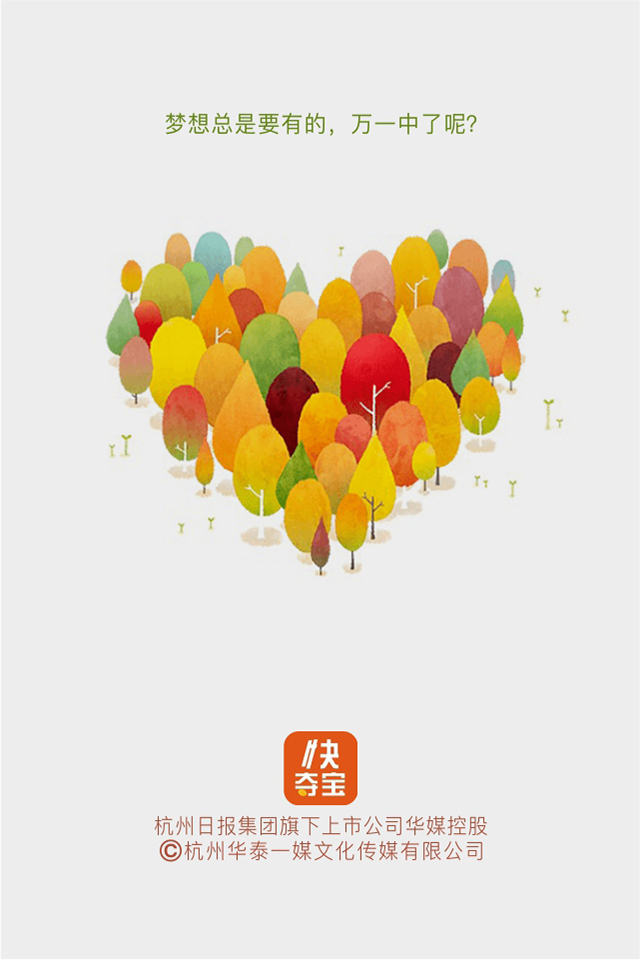 梦想总是要有的，万一中了呢？
快
夺宝
杭州日报集团旗下上市公司华媒控股
©杭州华泰一媒文化传媒有限公司